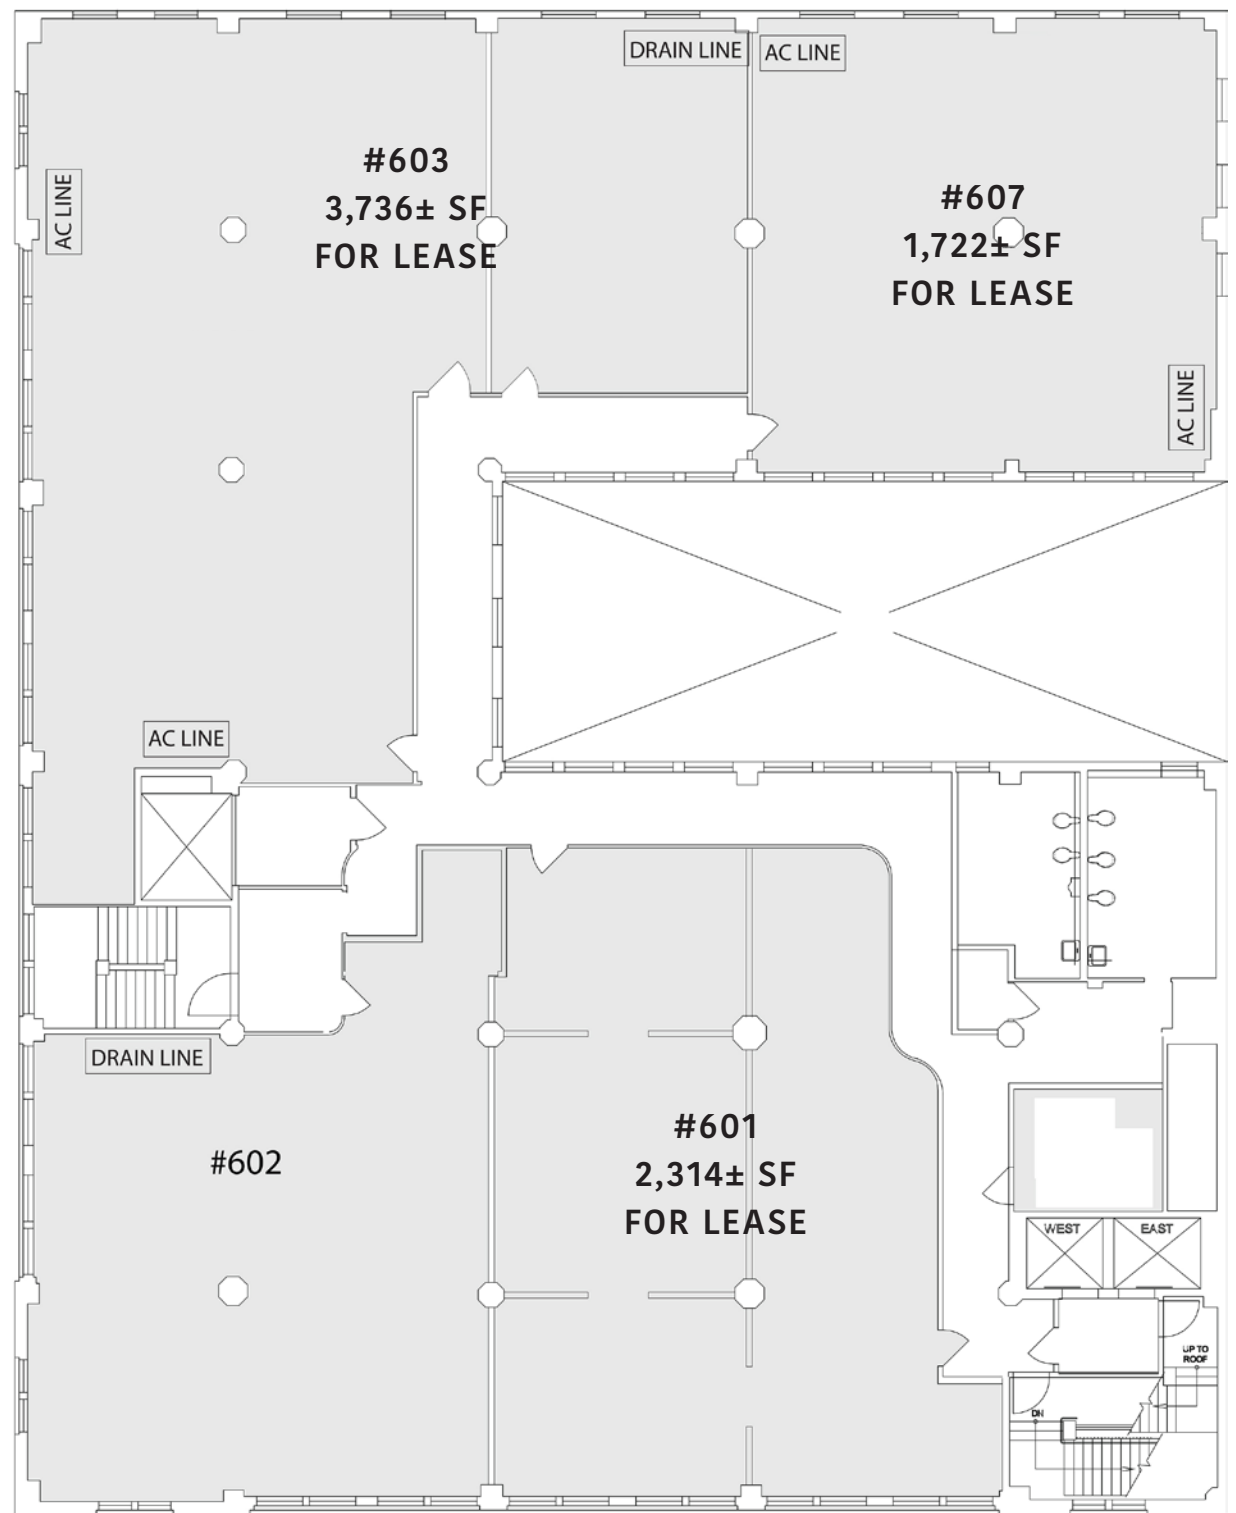 DRAIN LINE
AC LINE
#603
3,736± SF
FOR LEASE
AC LINE
#607
1,722± SF
FOR LEASE
AC LINE
AC LINE
DRAIN LINE
#602
#601
2,314± SF
FOR LEASE
WEST
EAST
UP TO
ROOF
DN